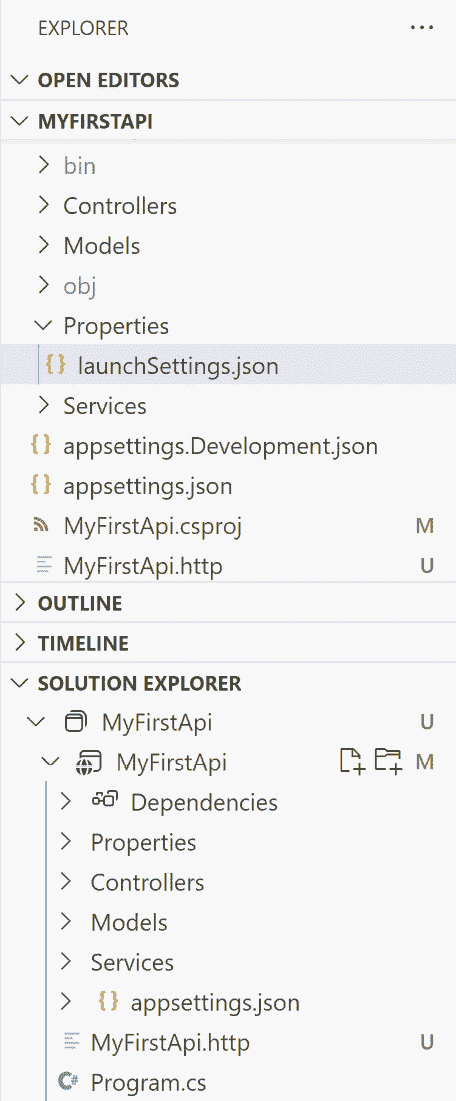 EXPLORER
OPEN EDITORS
MYFIRSTAPI
bin
Controllers
Models
obj
Properties
{} launchSettings.json
Services
{} appsettings.Development.json
{} appsettings.json
MyFirstApi.csproj M
MyFirstApi.http U
OUTLINE
TIMELINE
SOLUTION EXPLORER
MyFirstApi U
MyFirstApi M
Dependencies
Properties
Controllers
Models
Services
{} appsettings.json
MyFirstApi.http U
C# Program.cs